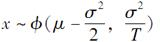 x ~ ϕ(μ − σ²/2, σ²/T)